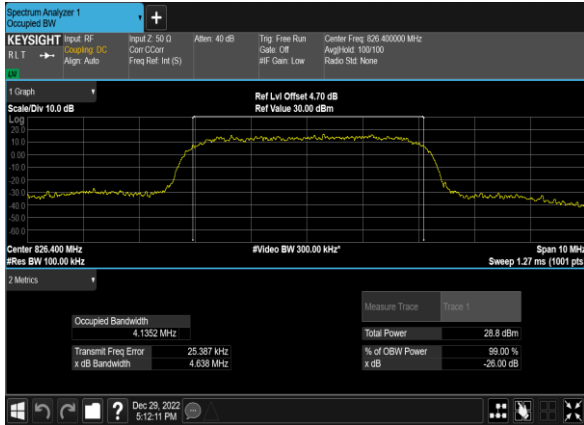 Spectrum Analyzer 1
Occupied BW
KEYSIGHT
RLT
LW
Input: RF
Coupling: DC
Align: Auto
Input Z: 50 Ω
Corr CCorr
Freq Ref: Int (S)
Atten: 40 dB
Trig: Free Run
Gate: Off
#IF Gain: Low
Center Freq: 826.400000 MHz
Avg|Hold: 100/100
Radio Std: None
1 Graph
Scale/Div 10.0 dB
Ref Lvl Offset 4.70 dB
Ref Value 30.00 dBm
Log
20.0
10.0
0.00
-10.0
-20.0
-30.0
-40.0
-50.0
-60.0
Center 826.400 MHz
#Res BW 100.00 kHz
#Video BW 300.00 kHz*
Span 10 MHz
Sweep 1.27 ms (1001 pts
2 Metrics
Occupied Bandwidth
4.1352 MHz
Transmit Freq Error 25.387 kHz
x dB Bandwidth 4.638 MHz
Measure Trace Trace 1
Total Power 28.8 dBm
% of OBW Power 99.00 %
x dB -26.00 dB
Dec 29, 2022
5:12:11 PM